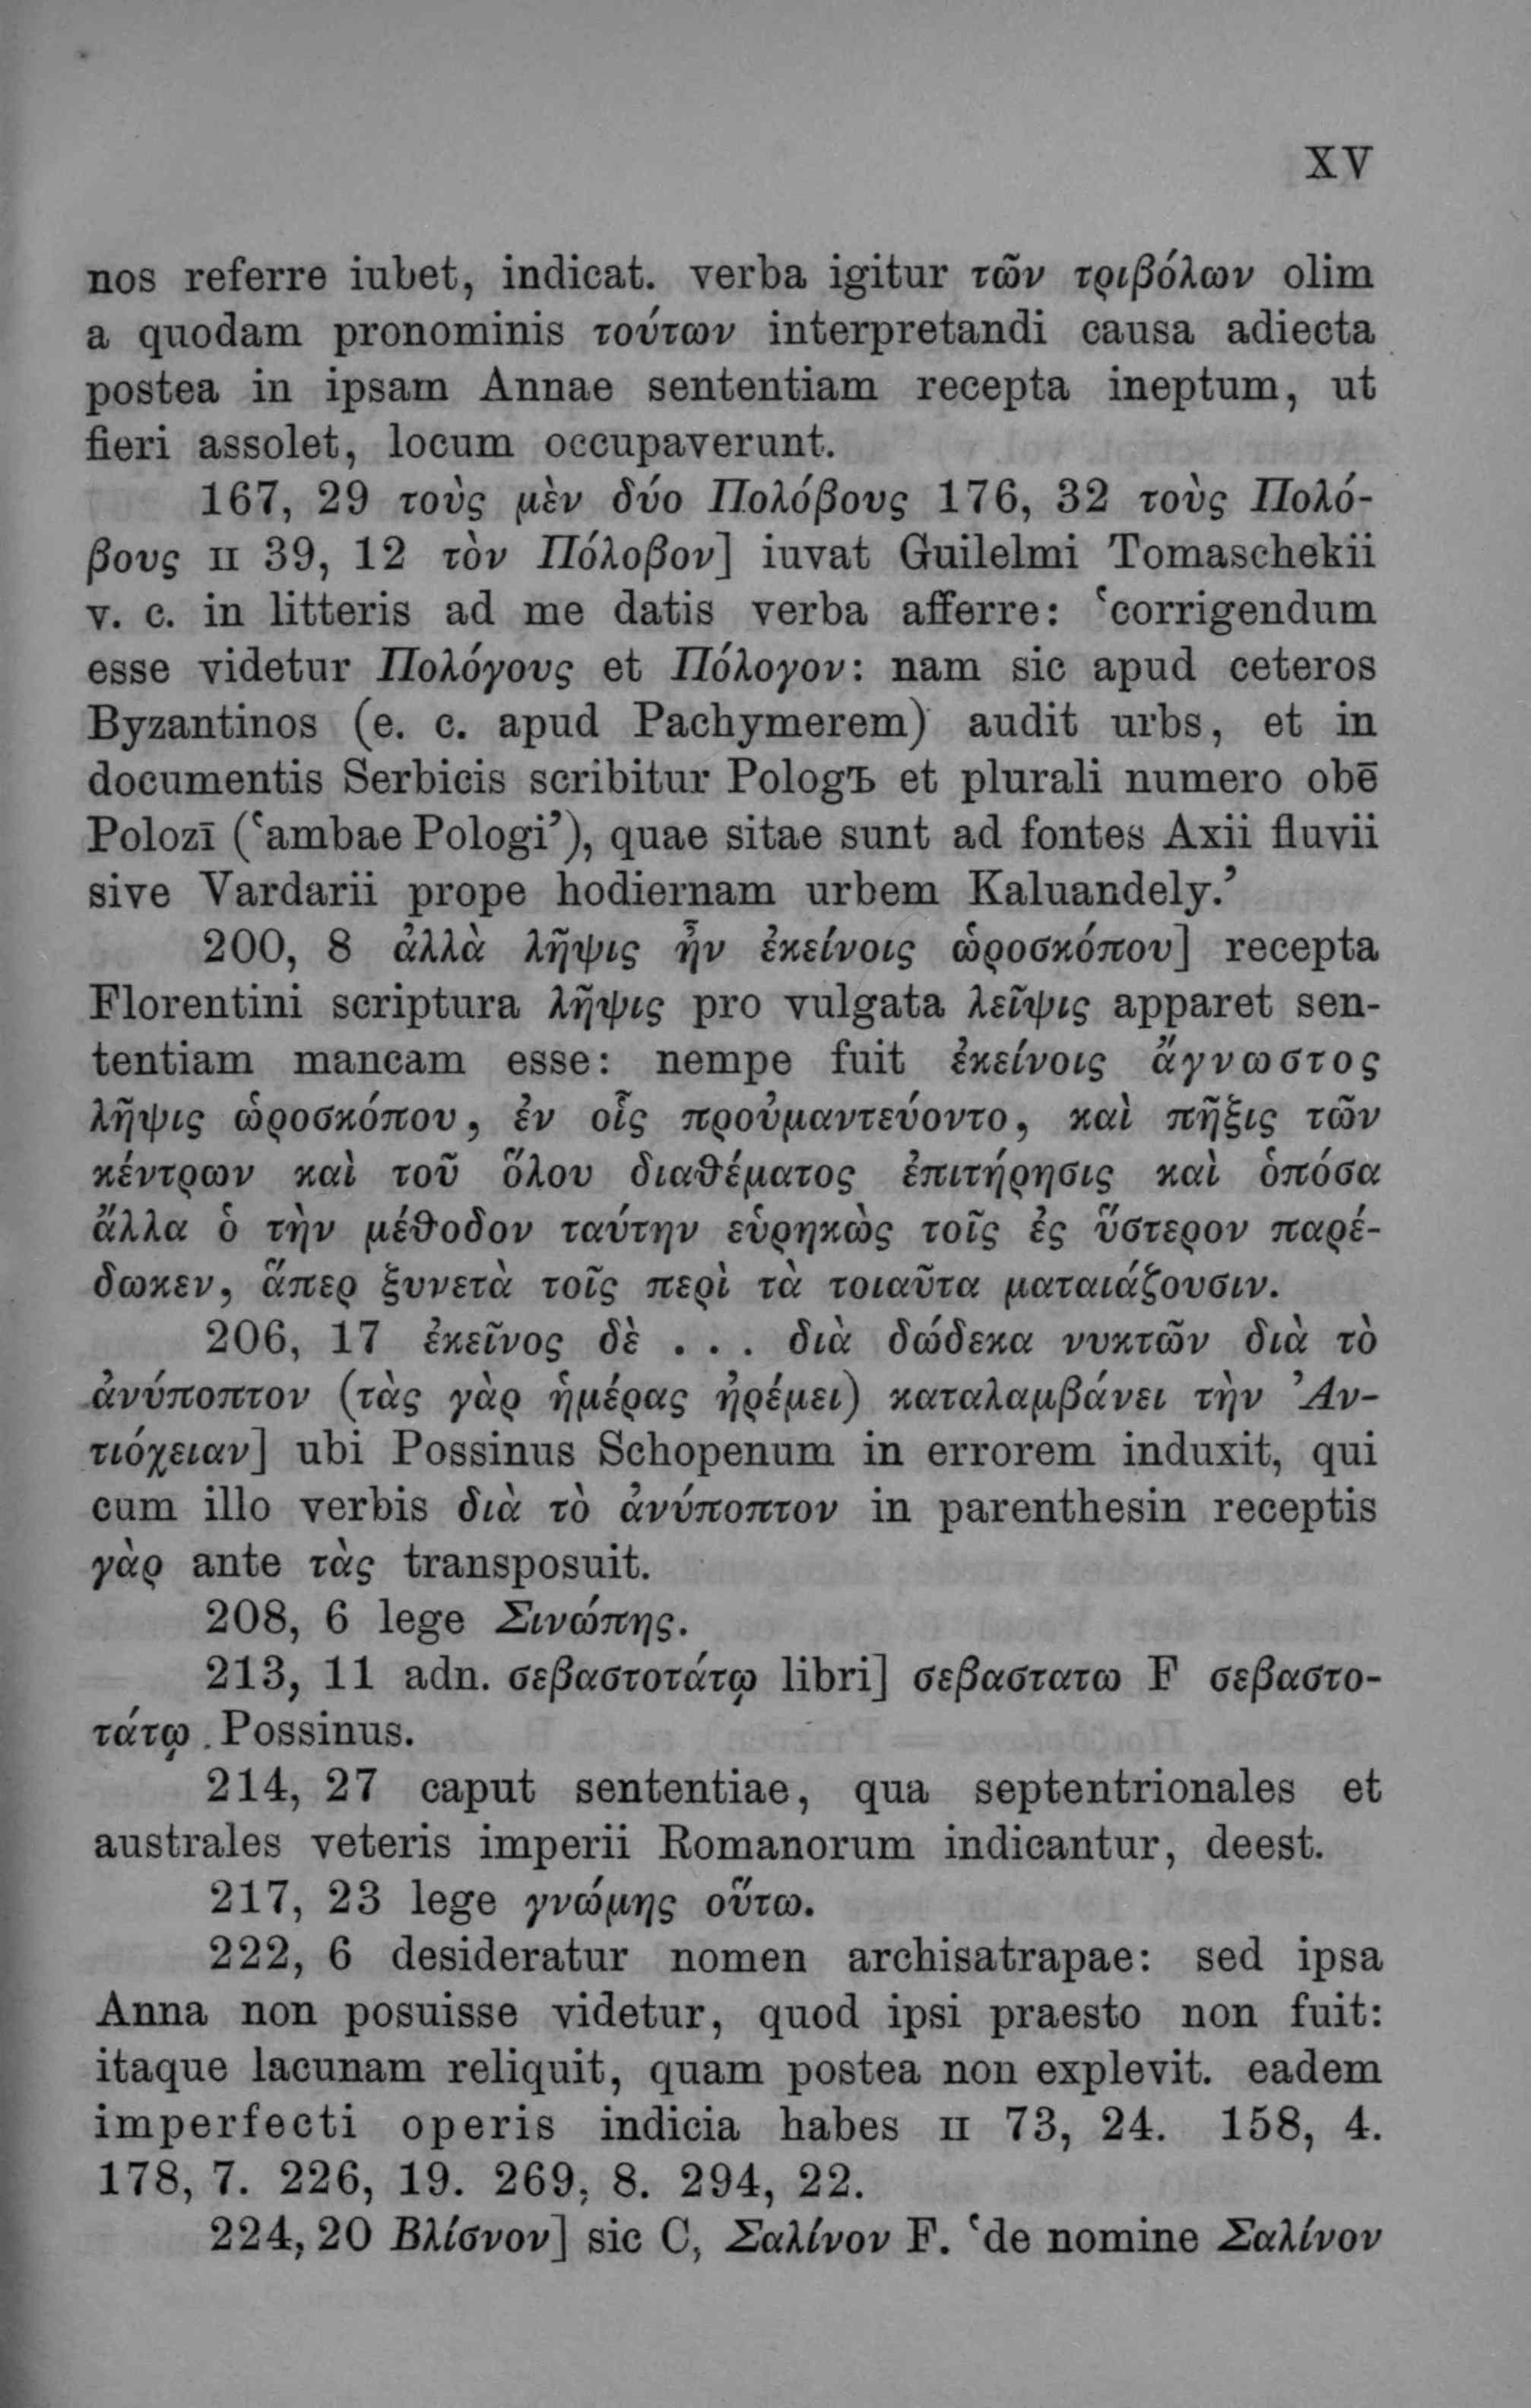 XV
nos referre iubet, indicat. verba igitur τῶν τριβόλων olim
a quodam pronominis τούτων interpretandi causa adiecta
postea in ipsam Annae sententiam recepta ineptum, ut
fieri assolet, locum occupaverunt.
167, 29 τοὺς μὲν δύο Πολόβους 176, 32 τοὺς Πολό-
βους II 39, 12 τὸν Πόλοβον] iuvat Guilelmi Tomaschekii
v. c. in litteris ad me datis verba afferre: ‘corrigendum
esse videtur Πολόγους et Πόλογον: nam sic apud ceteros
Byzantinos (e. c. apud Pachymerem) audit urbs, et in
documentis Serbicis scribitur Pologъ et plurali numero obē
Polozī (‘ambae Pologi’), quae sitae sunt ad fontes Axii fluvii
sive Vardarii prope hodiernam urbem Kaluandely.’
200, 8 ἀλλὰ λῆψις ἦν ἐκείνοις ὡροσκόπου] recepta
Florentini scriptura λῆψις pro vulgata λεῖψις apparet sen-
tentiam mancam esse: nempe fuit ἐκείνοις ἄγνωστος
λῆψις ὡροσκόπου, ἐν οἷς προὐμαντεύοντο, καὶ πῆξις τῶν
κέντρων καὶ τοῦ ὅλου διαθέματος ἐπιτήρησις καὶ ὁπόσα
ἄλλα ὁ τὴν μέθοδον ταύτην εὑρηκὼς τοῖς ἐς ὕστερον παρέ-
δωκεν, ἅπερ ξυνετὰ τοῖς περὶ τὰ τοιαῦτα ματαιάζουσιν.
206, 17 ἐκεῖνος δὲ . . . διὰ δώδεκα νυκτῶν διὰ τὸ
ἀνύποπτον (τὰς γὰρ ἡμέρας ἠρέμει) καταλαμβάνει τὴν Ἀν-
τιόχειαν] ubi Possinus Schopenum in errorem induxit, qui
cum illo verbis διὰ τὸ ἀνύποπτον in parenthesin receptis
γὰρ ante τὰς transposuit.
208, 6 lege Σινώπης.
213, 11 adn. σεβαστοτάτῳ libri] σεβαστατω F σεβαστο-
τάτῳ Possinus.
214, 27 caput sententiae, qua septentrionales et
australes veteris imperii Romanorum indicantur, deest.
217, 23 lege γνώμης οὕτω.
222, 6 desideratur nomen archisatrapae: sed ipsa
Anna non posuisse videtur, quod ipsi praesto non fuit:
itaque lacunam reliquit, quam postea non explevit. eadem
imperfecti operis indicia habes II 73, 24. 158, 4.
178, 7. 226, 19. 269, 8. 294, 22.
224, 20 Βλίσνον] sic C, Σαλίνον F. ‘de nomine Σαλίνον